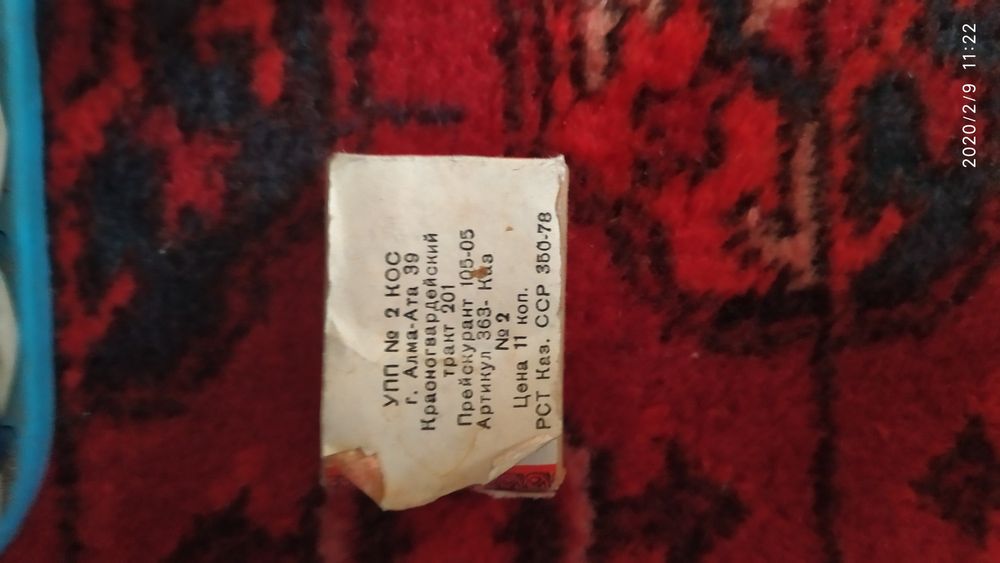 УПП № 2 КОС
г. Алма-Ата 39
Красногвардейский
тракт 201
Прейскурант 105-05
Артикул 363- Каз
№ 2
Цена 11 коп.
РСТ Каз. ССР 350-78
2020/2/9 11:22